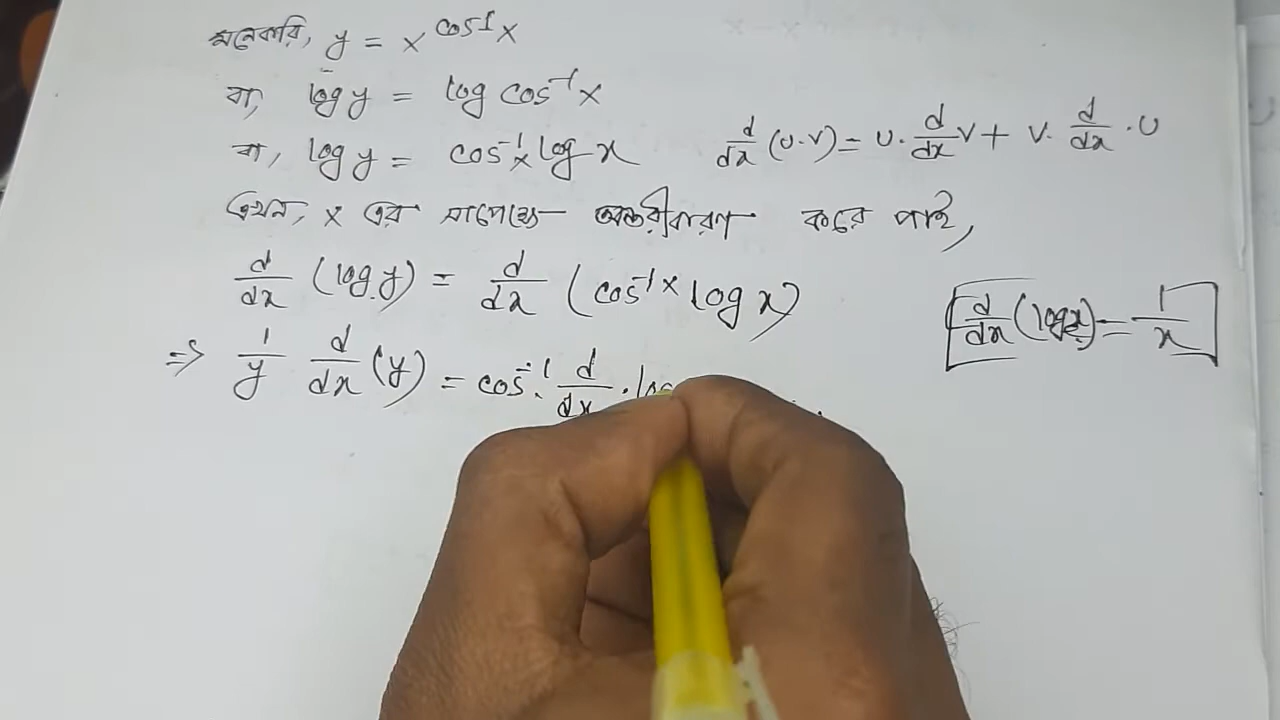 মনেকরি, y = x^cos⁻¹x
বা, log y = log cos⁻¹x
বা, log y = cos⁻¹x log x
d/dx (u.v) = u. d/dx v + v. d/dx . u
এখন, x এর সাপেক্ষে অন্তরীকরণ করে পাই,
d/dx (log y) = d/dx (cos⁻¹x log x)
d/dx (log x) = 1/x
=> 1/y d/dx (y) = cos⁻¹. d/dx .